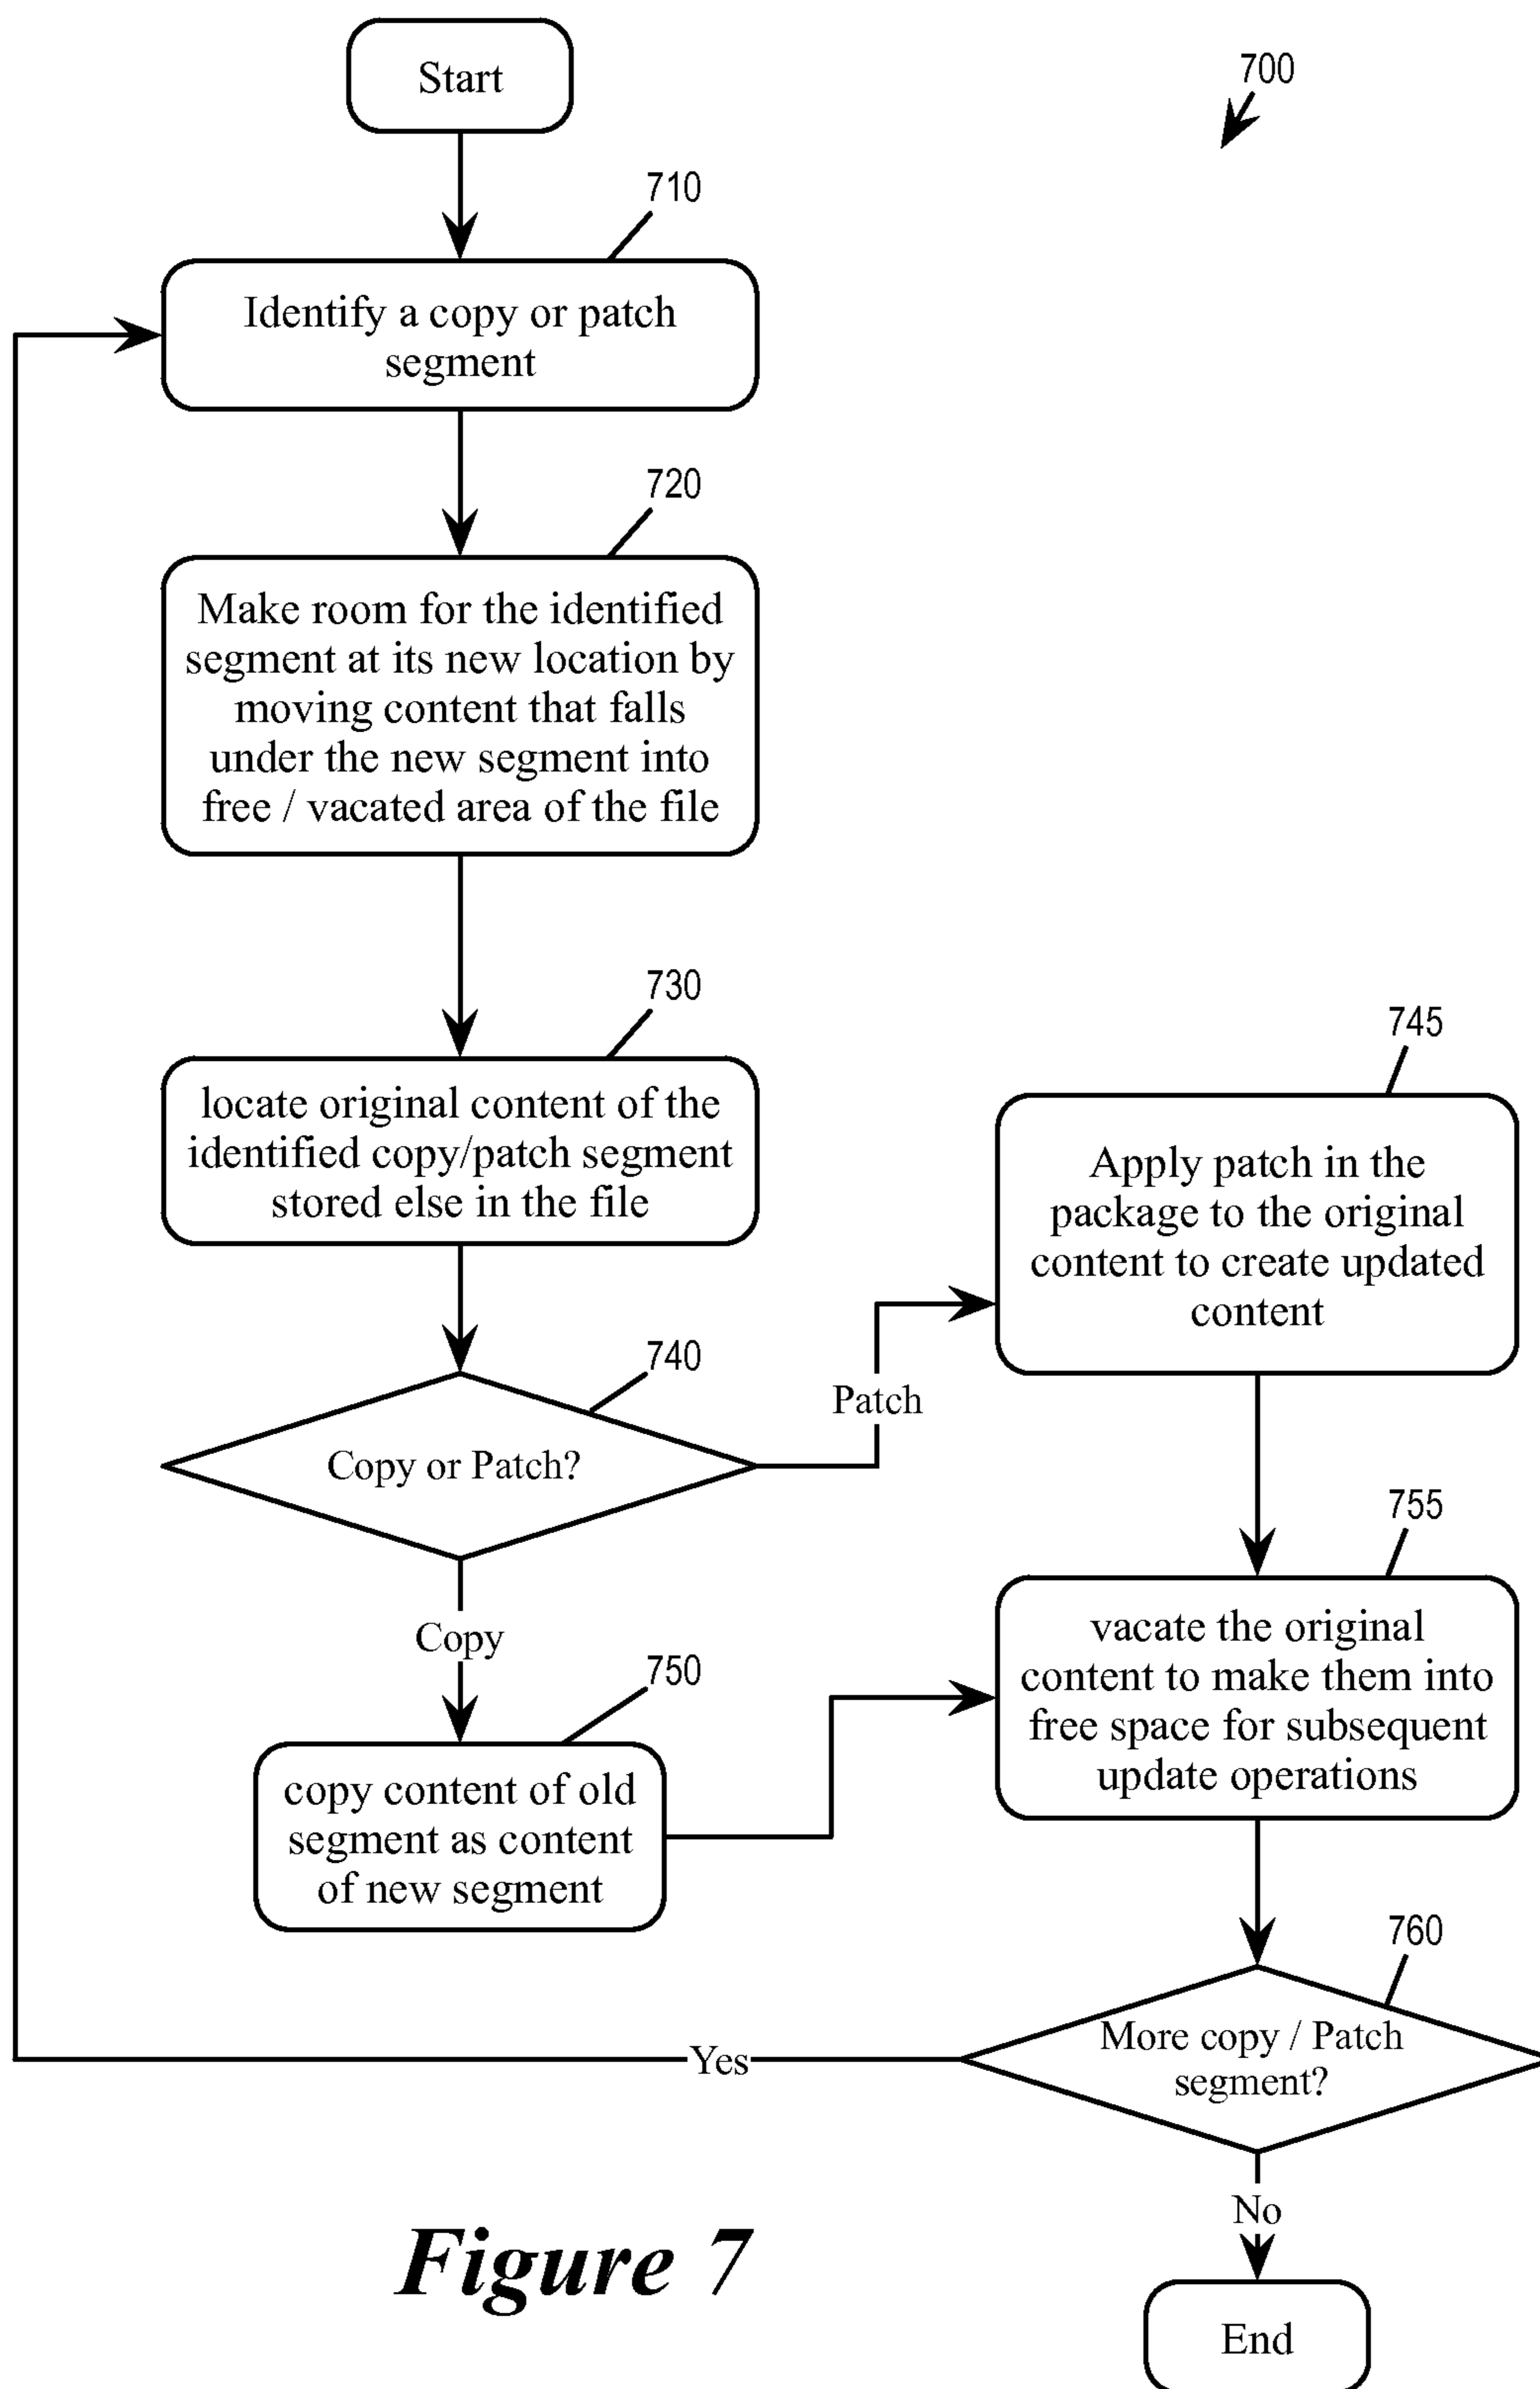 Start
700
710
Identify a copy or patch
segment
720
Make room for the identified
segment at its new location by
moving content that falls
under the new segment into
free / vacated area of the file
730
locate original content of the
identified copy/patch segment
stored else in the file
740
Copy or Patch?
Patch
745
Apply patch in the
package to the original
content to create updated
content
Copy
750
copy content of old
segment as content
of new segment
755
vacate the original
content to make them into
free space for subsequent
update operations
760
More copy / Patch
segment?
Yes
No
End
Figure 7